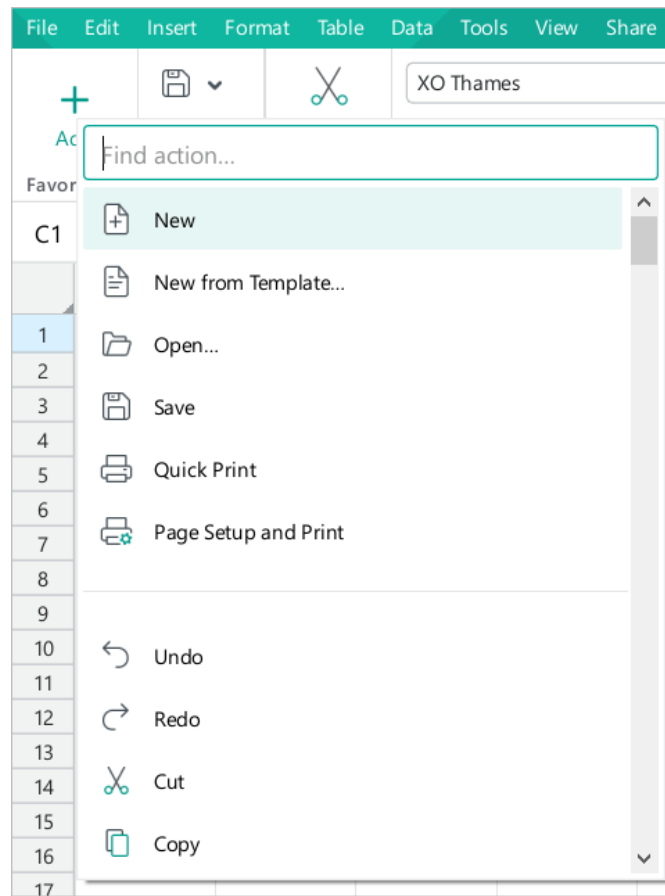 File Edit Insert Format Table Data Tools View Share
XO Thames
Find action...
Favor
New
C1
New from Template...
1
Open...
2
3
Save
4
5
Quick Print
6
7
Page Setup and Print
8
9
10
Undo
11
12
Redo
13
14
Cut
15
16
Copy
17